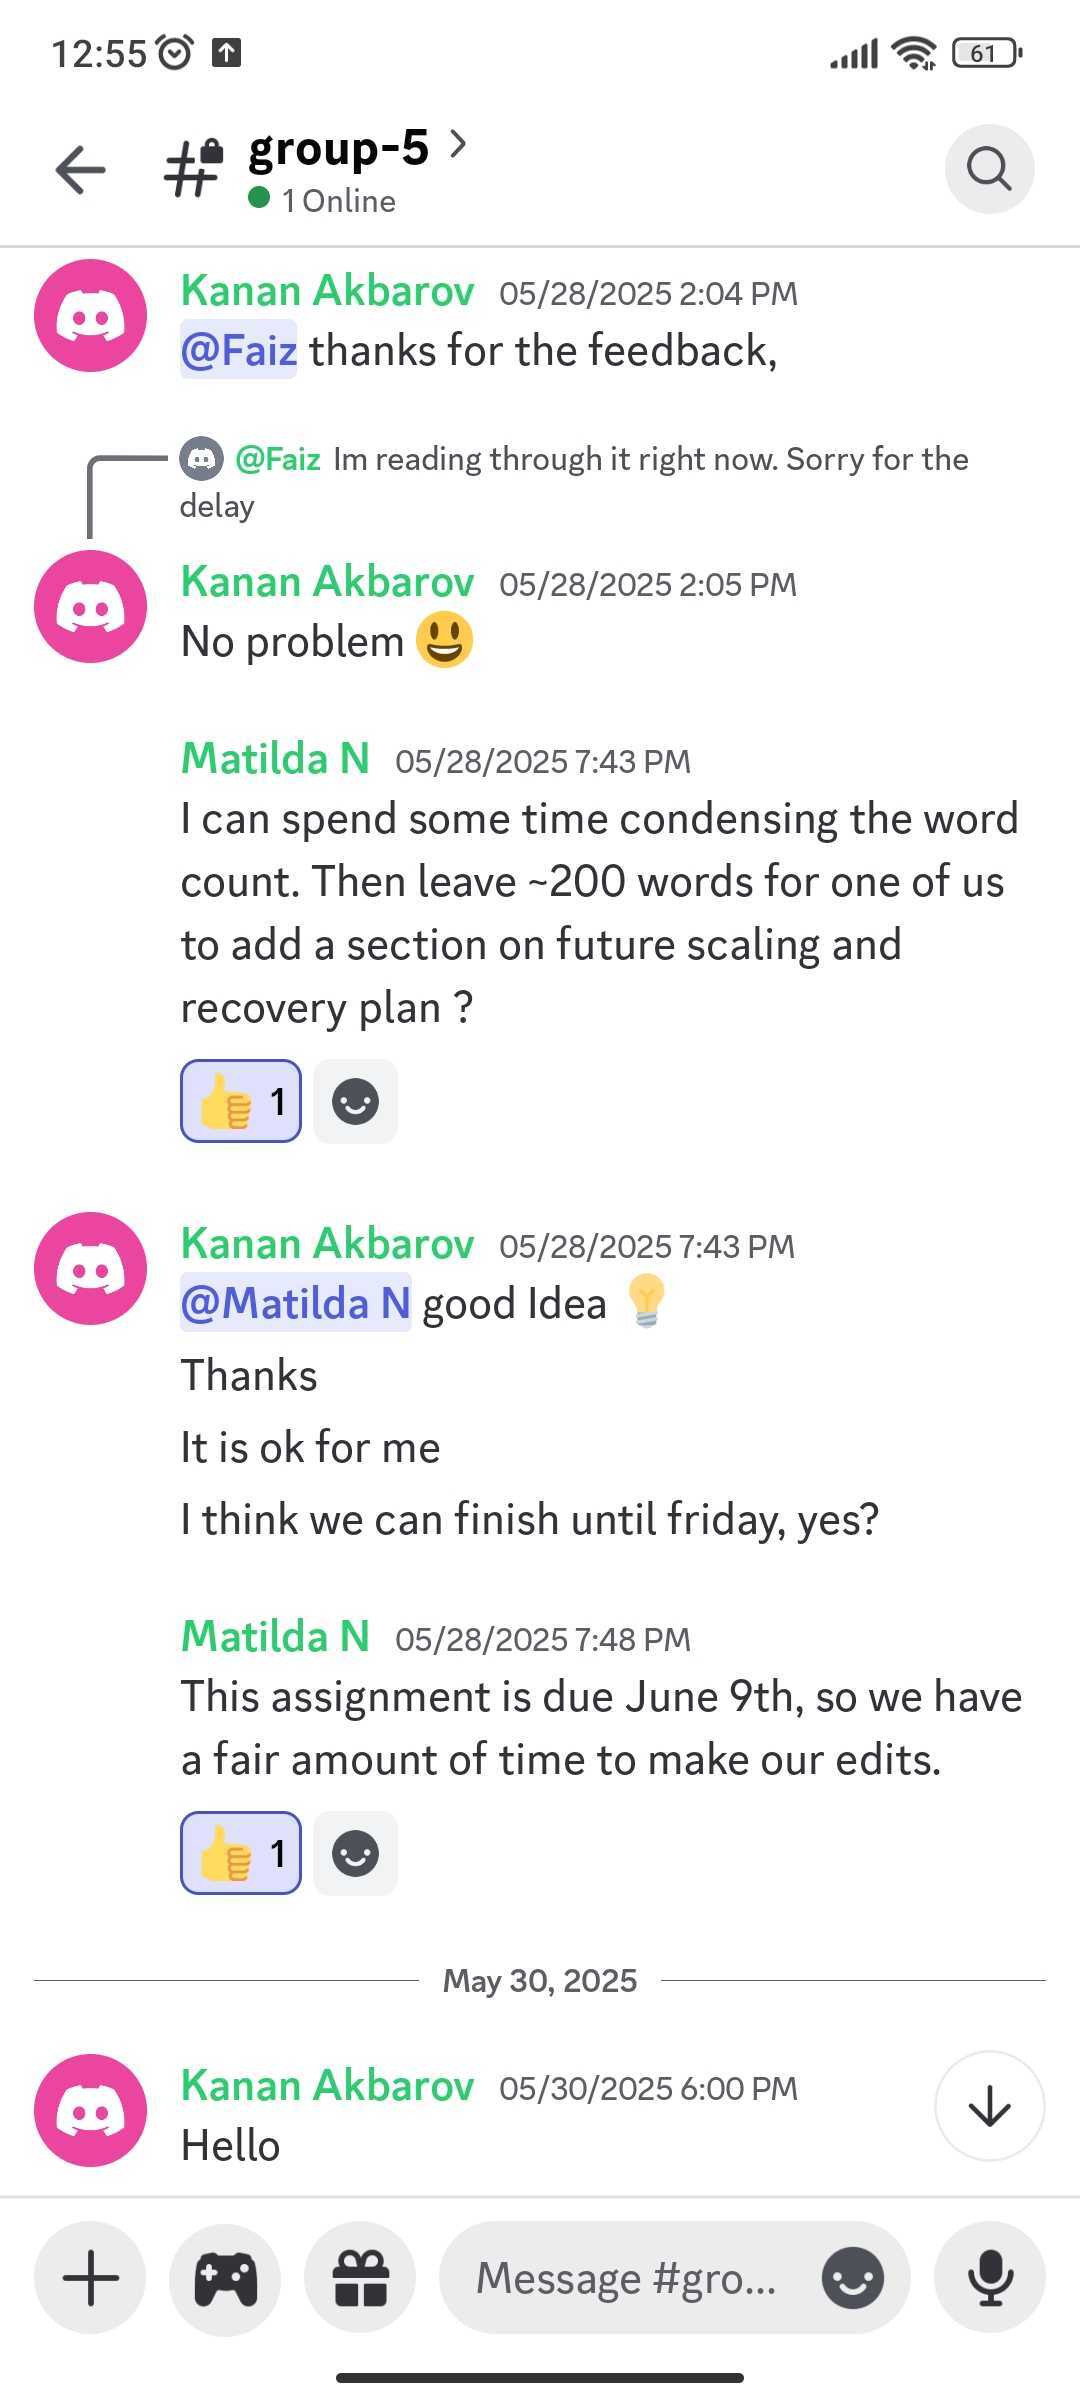 12:55
61
group-5
1 Online
Kanan Akbarov 05/28/2025 2:04 PM
@Faiz thanks for the feedback,
@Faiz Im reading through it right now. Sorry for the
delay
Kanan Akbarov 05/28/2025 2:05 PM
No problem 😃
Matilda N 05/28/2025 7:43 PM
I can spend some time condensing the word
count. Then leave ~200 words for one of us
to add a section on future scaling and
recovery plan ?
👍 1
Kanan Akbarov 05/28/2025 7:43 PM
@Matilda N good Idea 💡
Thanks
It is ok for me
I think we can finish until friday, yes?
Matilda N 05/28/2025 7:48 PM
This assignment is due June 9th, so we have
a fair amount of time to make our edits.
👍 1
May 30, 2025
Kanan Akbarov 05/30/2025 6:00 PM
Hello
Message #gro...